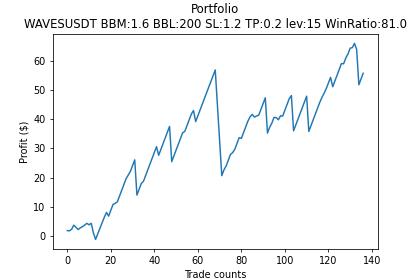 Portfolio
WAVESUSDT BBM:1.6 BBL:200 SL:1.2 TP:0.2 lev:15 WinRatio:81.0
Profit ($)
60
50
40
30
20
10
0
0 20 40 60 80 100 120 140
Trade counts